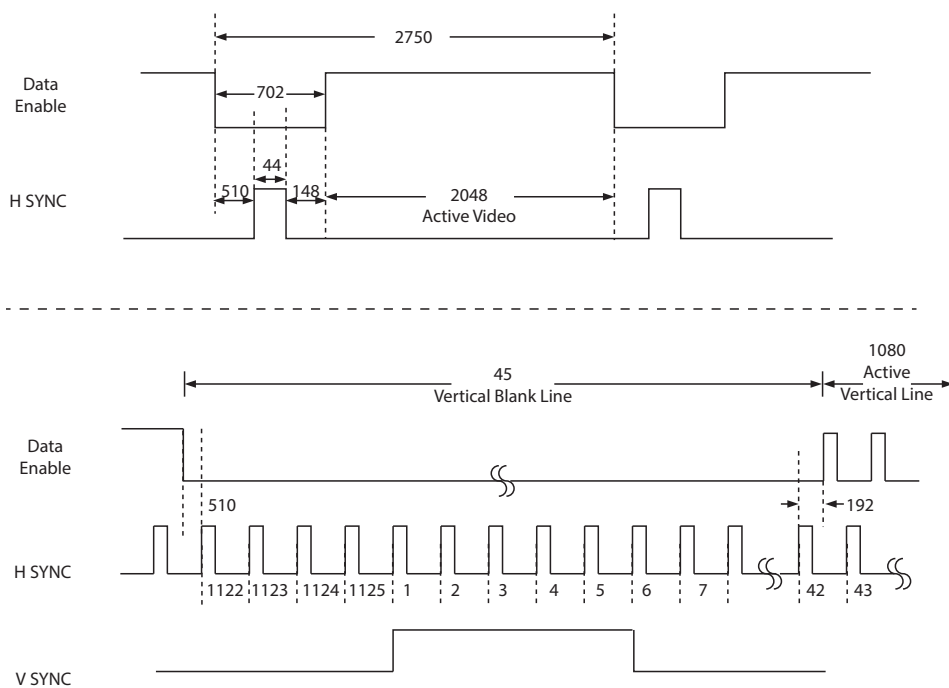 2750
Data
Enable
702
44
H SYNC
510
148
2048
Active Video
45
Vertical Blank Line
1080
Active
Vertical Line
Data
Enable
510
192
H SYNC
1122 1123 1124 1125 1 2 3 4 5 6 7 42 43
V SYNC